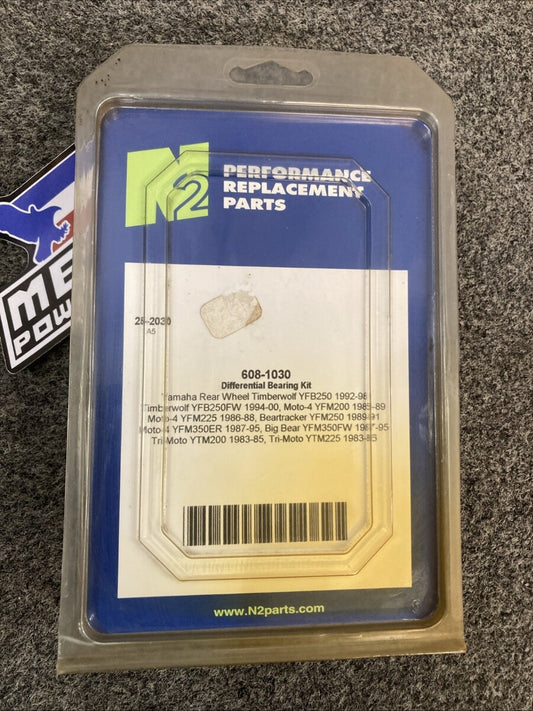 N2
PERFORMANCE
REPLACEMENT
PARTS
25-2030
A5
608-1030
Differential Bearing Kit
Yamaha Rear Wheel Timberwolf YFB250 1992-98
Timberwolf YFB250FW 1994-00, Moto-4 YFM200 1985-89
Moto-4 YFM225 1986-88, Beartracker YFM250 1989-91
Moto-4 YFM350ER 1987-95, Big Bear YFM350FW 1987-95
Tri-Moto YTM200 1983-85, Tri-Moto YTM225 1983-85
www.N2parts.com